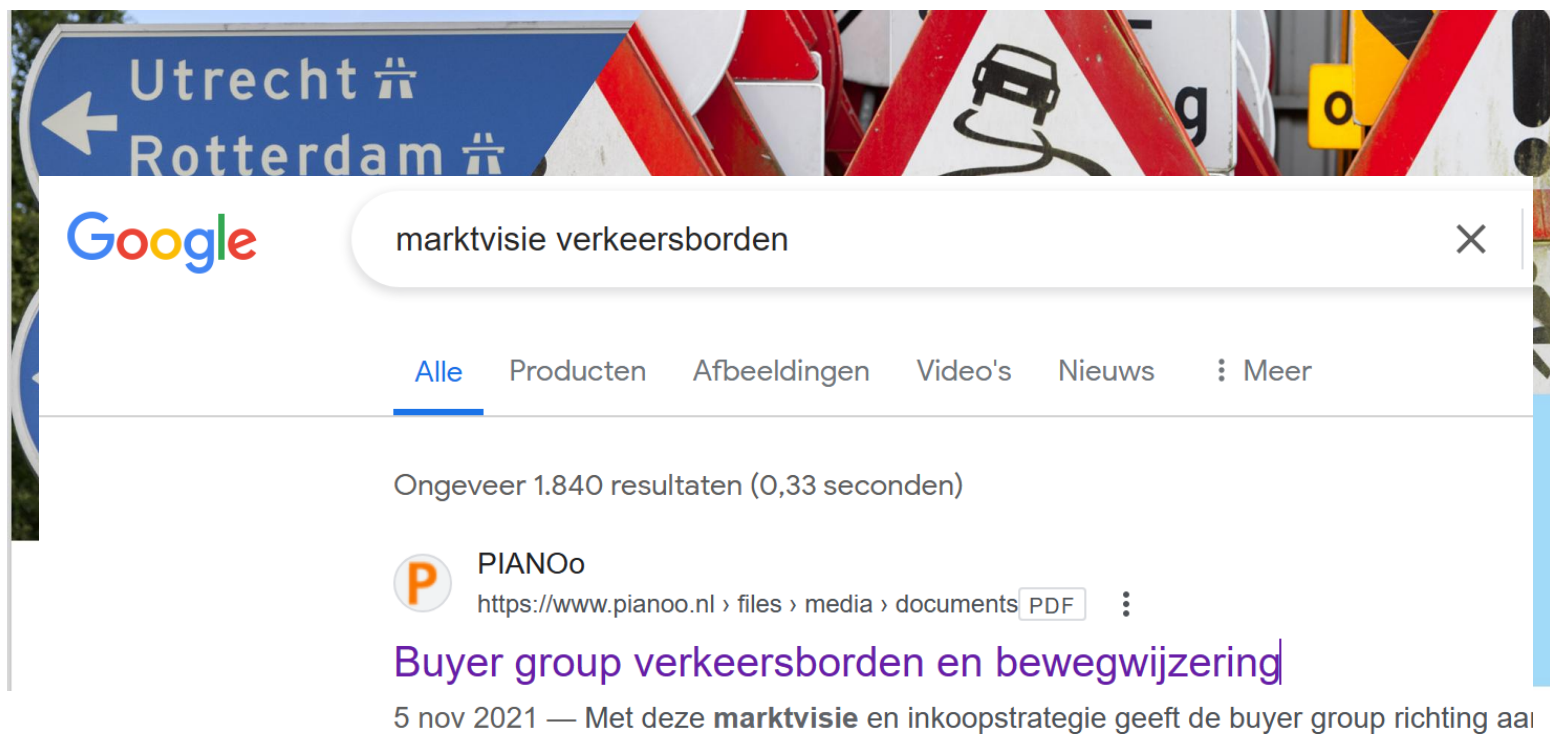 Utrecht
Rotterdam
g
o
!
Google
marktvisie verkeersborden
Alle Producten Afbeeldingen Video's Nieuws Meer
Ongeveer 1.840 resultaten (0,33 seconden)
P
PIANOo
https://www.pianoo.nl › files › media › documents PDF
Buyer group verkeersborden en bewegwijzering
5 nov 2021 — Met deze marktvisie en inkoopstrategie geeft de buyer group richting aan